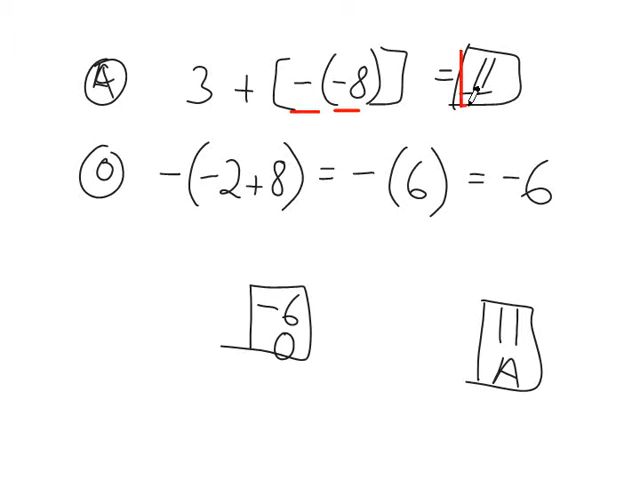 A 3 + [-(-8)] = 11
O -(-2+8) = -(6) = -6
-6 11
O A